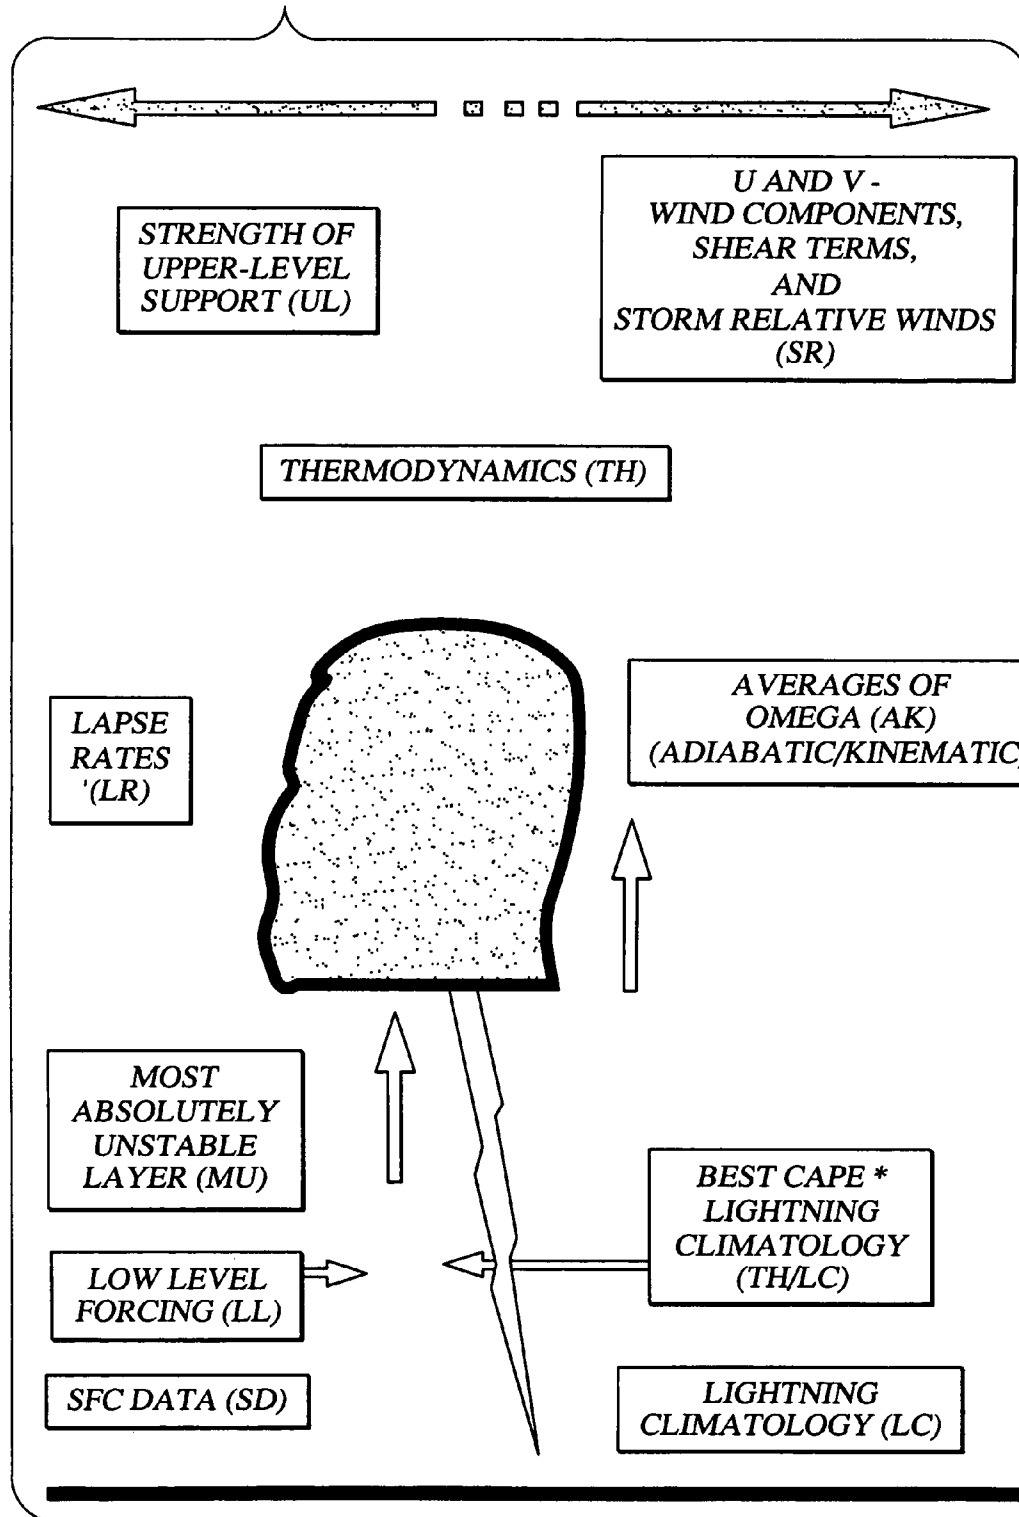 STRENGTH OF
UPPER-LEVEL
SUPPORT (UL)
U AND V -
WIND COMPONENTS,
SHEAR TERMS,
AND
STORM RELATIVE WINDS
(SR)
THERMODYNAMICS (TH)
LAPSE
RATES
'(LR)
AVERAGES OF
OMEGA (AK)
(ADIABATIC/KINEMATIC)
MOST
ABSOLUTELY
UNSTABLE
LAYER (MU)
BEST CAPE *
LIGHTNING
CLIMATOLOGY
(TH/LC)
LOW LEVEL
FORCING (LL)
SFC DATA (SD)
LIGHTNING
CLIMATOLOGY (LC)